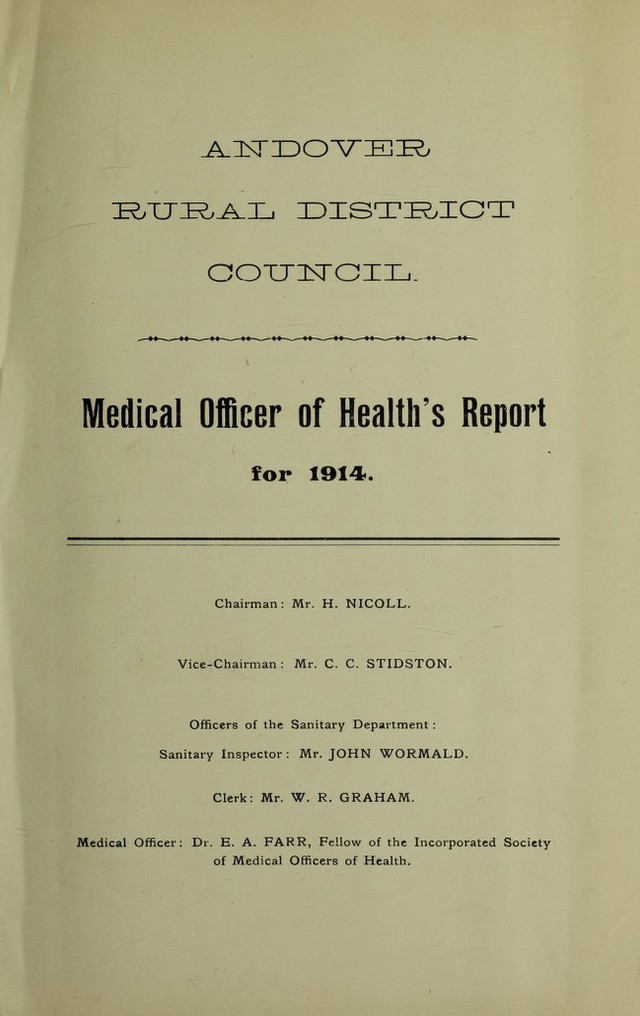 ANDOVER
RURAL DISTRICT
COUNCIL.
Medical Officer of Health's Report
for 1914.
Chairman: Mr. H. NICOLL.
Vice-Chairman: Mr. C. C. STIDSTON.
Officers of the Sanitary Department:
Sanitary Inspector: Mr. JOHN WORMALD.
Clerk: Mr. W. R. GRAHAM.
Medical Officer: Dr. E. A. FARR, Fellow of the Incorporated Society
of Medical Officers of Health.